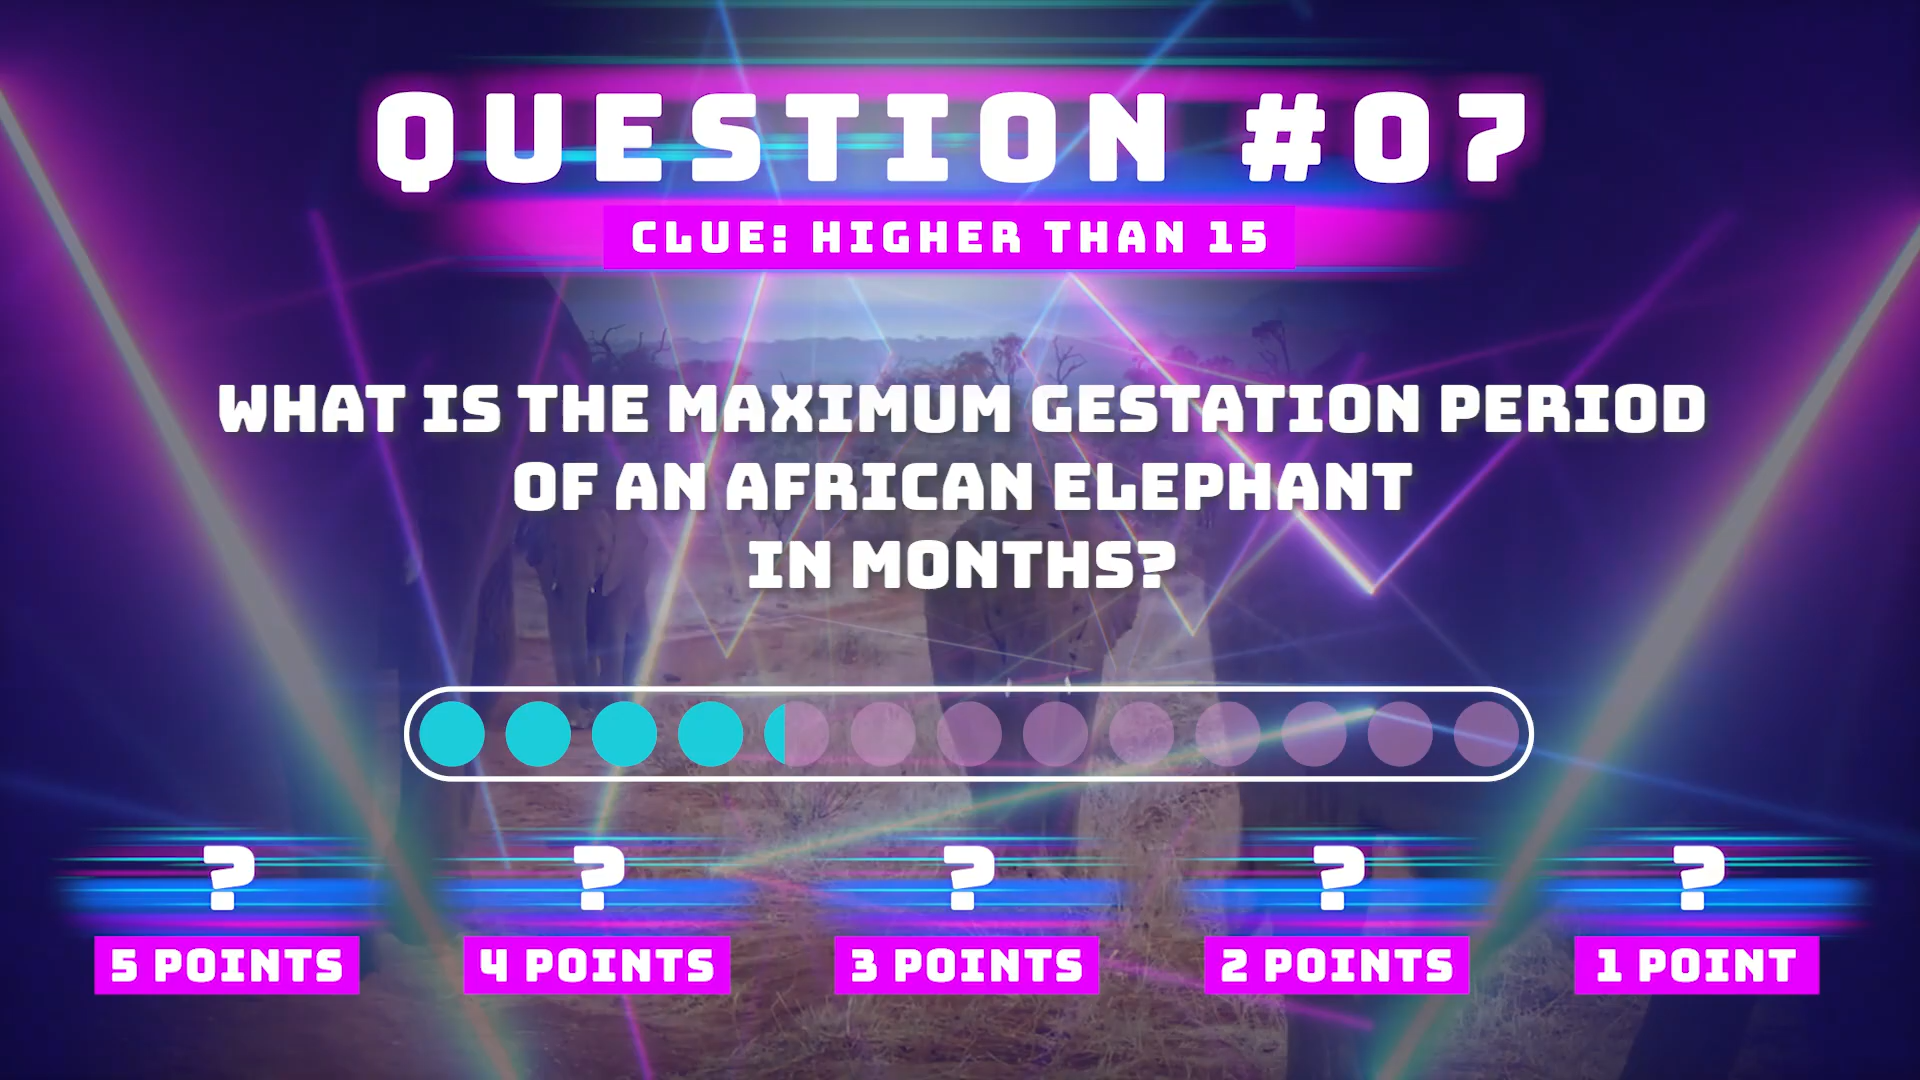 QUESTION #07
CLUE: HIGHER THAN 15
WHAT IS THE MAXIMUM GESTATION PERIOD
OF AN AFRICAN ELEPHANT
IN MONTHS?
? ? ? ? ?
5 POINTS 4 POINTS 3 POINTS 2 POINTS 1 POINT